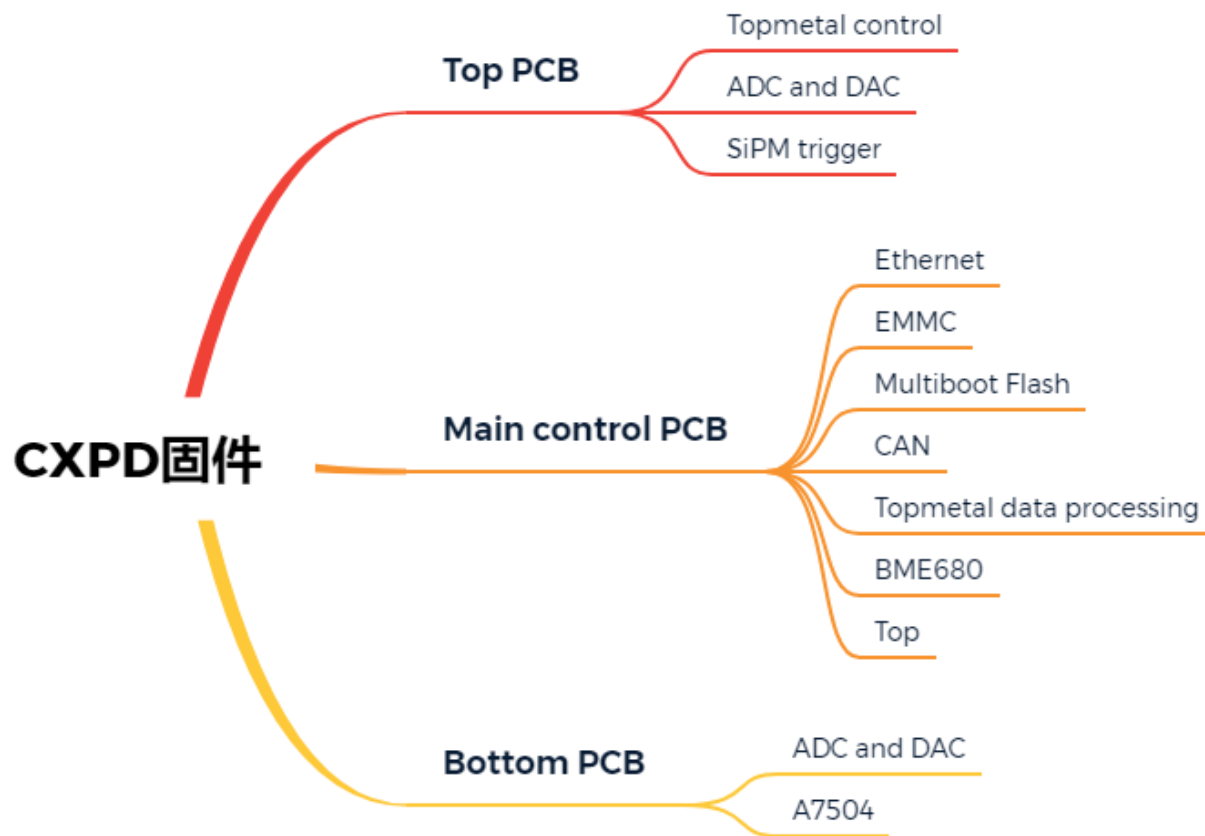 CXPD固件
Top PCB
Topmetal control
ADC and DAC
SiPM trigger
Main control PCB
Ethernet
EMMC
Multiboot Flash
CAN
Topmetal data processing
BME680
Top
Bottom PCB
ADC and DAC
A7504